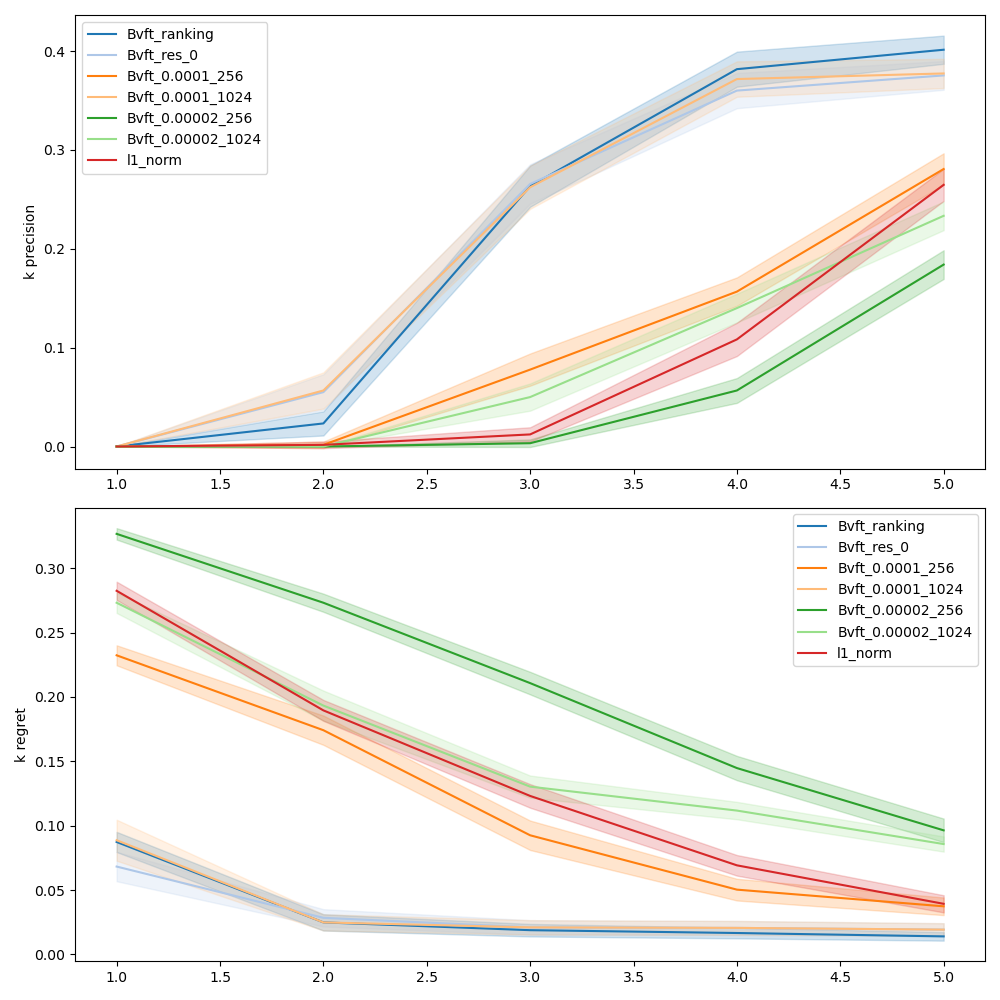 Bvft_ranking
Bvft_res_0
Bvft_0.0001_256
Bvft_0.0001_1024
Bvft_0.00002_256
Bvft_0.00002_1024
l1_norm
k precision
0.4
0.3
0.2
0.1
0.0
1.0 1.5 2.0 2.5 3.0 3.5 4.0 4.5 5.0
Bvft_ranking
Bvft_res_0
Bvft_0.0001_256
Bvft_0.0001_1024
Bvft_0.00002_256
Bvft_0.00002_1024
l1_norm
k regret
0.30
0.25
0.20
0.15
0.10
0.05
0.00
1.0 1.5 2.0 2.5 3.0 3.5 4.0 4.5 5.0